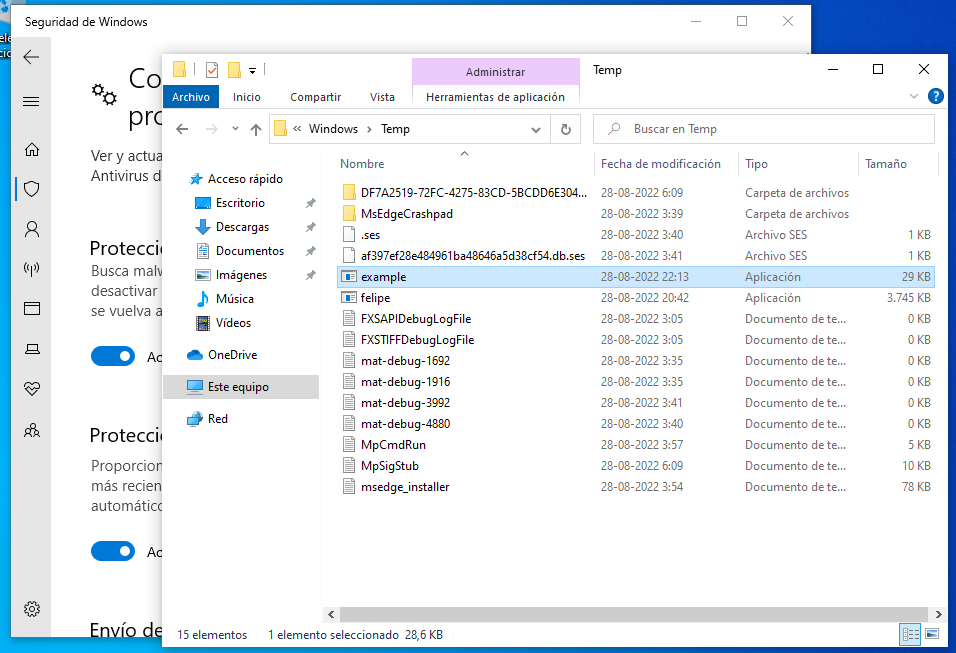 Seguridad de Windows
Ver y actua
Antivirus d
Protecci
Busca malw
desactivar
se vuelva a
Ac
Protecci
Proporcion
más recien
automático
Ac
Envío de
Administrar
Temp
Archivo
Inicio
Compartir
Vista
Herramientas de aplicación
?
« Windows › Temp
Buscar en Temp
Acceso rápido
Escritorio
Descargas
Documentos
Imágenes
Música
Vídeos
OneDrive
Este equipo
Red
Nombre Fecha de modificación Tipo Tamaño
DF7A2519-72FC-4275-83CD-5BCDD6E304... 28-08-2022 6:09 Carpeta de archivos
MsEdgeCrashpad 28-08-2022 3:39 Carpeta de archivos
.ses 28-08-2022 3:40 Archivo SES 1 KB
af397ef28e484961ba48646a5d38cf54.db.ses 28-08-2022 3:41 Archivo SES 1 KB
example 28-08-2022 22:13 Aplicación 29 KB
felipe 28-08-2022 20:42 Aplicación 3.745 KB
FXSAPIDebugLogFile 28-08-2022 3:05 Documento de te... 0 KB
FXSTIFFDebugLogFile 28-08-2022 3:05 Documento de te... 0 KB
mat-debug-1692 28-08-2022 3:35 Documento de te... 0 KB
mat-debug-1916 28-08-2022 3:35 Documento de te... 0 KB
mat-debug-3992 28-08-2022 3:41 Documento de te... 0 KB
mat-debug-4880 28-08-2022 3:40 Documento de te... 0 KB
MpCmdRun 28-08-2022 3:57 Documento de te... 5 KB
MpSigStub 28-08-2022 6:09 Documento de te... 10 KB
msedge_installer 28-08-2022 3:54 Documento de te... 78 KB
15 elementos 1 elemento seleccionado 28,6 KB